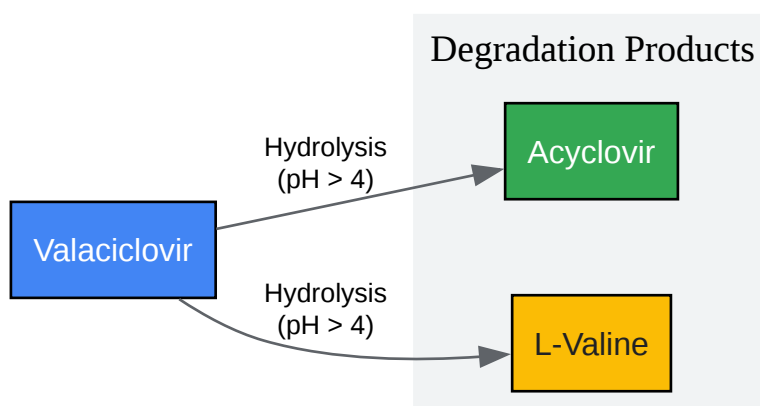 Degradation Products
Hydrolysis
(pH > 4)
Acyclovir
Valaciclovir
Hydrolysis
(pH > 4)
L-Valine